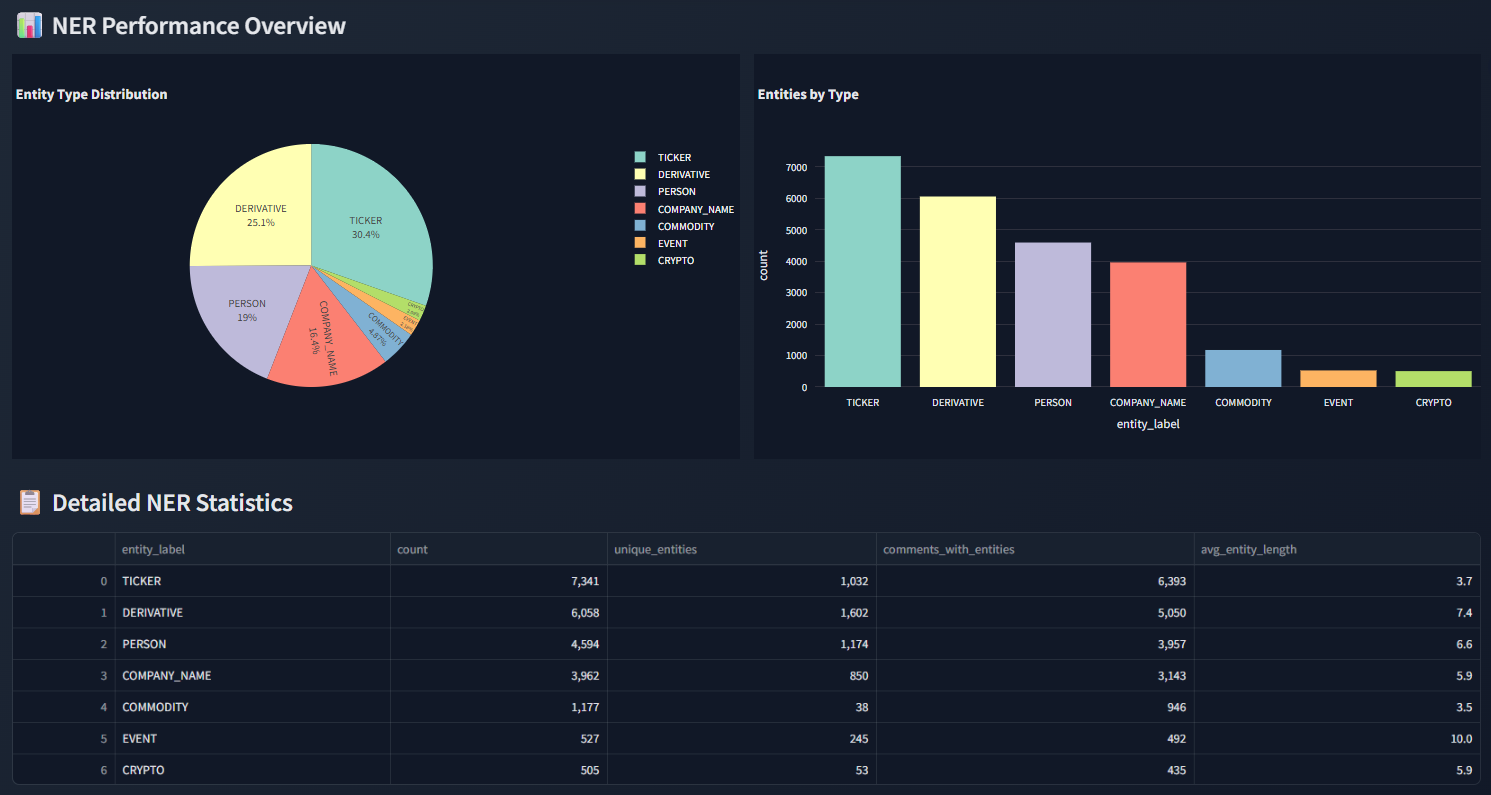 NER Performance Overview
Entity Type Distribution
DERIVATIVE
25.1%
TICKER
30.4%
PERSON
19%
COMPANY_NAME
16.4%
COMMODITY
4.87%
EVENT
CRYPTO
TICKER
DERIVATIVE
PERSON
COMPANY_NAME
COMMODITY
EVENT
CRYPTO
Entities by Type
count
7000
6000
5000
4000
3000
2000
1000
0
TICKER DERIVATIVE PERSON COMPANY_NAME COMMODITY EVENT CRYPTO
entity_label
Detailed NER Statistics
entity_label count unique_entities comments_with_entities avg_entity_length
0 TICKER 7,341 1,032 6,393 3.7
1 DERIVATIVE 6,058 1,602 5,050 7.4
2 PERSON 4,594 1,174 3,957 6.6
3 COMPANY_NAME 3,962 850 3,143 5.9
4 COMMODITY 1,177 38 946 3.5
5 EVENT 527 245 492 10.0
6 CRYPTO 505 53 435 5.9